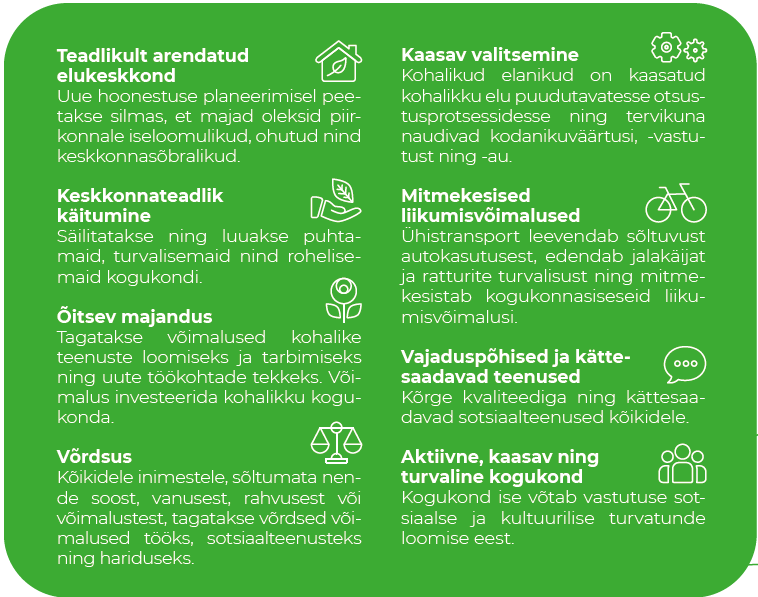 Teadlikult arendatud
elukeskkond
Uue hoonestuse planeerimisel pee-
takse silmas, et majad oleksid piir-
konnale iseloomulikud, ohutud nind
keskkonnasõbralikud.
Keskkonnateadlik
käitumine
Säilitatakse ning luuakse puhta-
maid, turvalisemaid nind rohelise-
maid kogukondi.
Õitsev majandus
Tagatakse võimalused kohalike
teenuste loomiseks ja tarbimiseks
ning uute töökohtade tekkeks. Või-
malus investeerida kohalikku kogu-
konda.
Võrdsus
Kõikidele inimestele, sõltumata nen-
de soost, vanusest, rahvusest või
võimalustest, tagatakse võrdsed või-
malused tööks, sotsiaalteenusteks
ning hariduseks.
Kaasav valitsemine
Kohalikud elanikud on kaasatud
kohalikku elu puudutavatesse otsus-
tusprotsessidesse ning tervikuna
naudivad kodanikuväärtusi, -vastu-
tust ning -au.
Mitmekesised
liikumisvõimalused
Ühistransport leevendab sõltuvust
autokasutusest, edendab jalakäijat
ja ratturite turvalisust ning mitme-
kesistab kogukonnasiseseid liiku-
misvõimalusi.
Vajaduspõhised ja kätte-
saadavad teenused
Kõrge kvaliteediga ning kättesaa-
davad sotsiaalteenused kõikidele.
Aktiivne, kaasav ning
turvaline kogukond
Kogukond ise võtab vastutuse sot-
siaalse ja kultuurilise turvatunde
loomise eest.